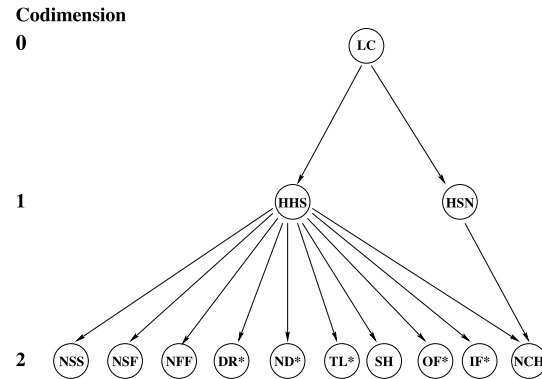 Codimension
0 LC
1 HHS HSN
2 NSS NSF NFF DR* ND* TL* SH OF* IF* NCH